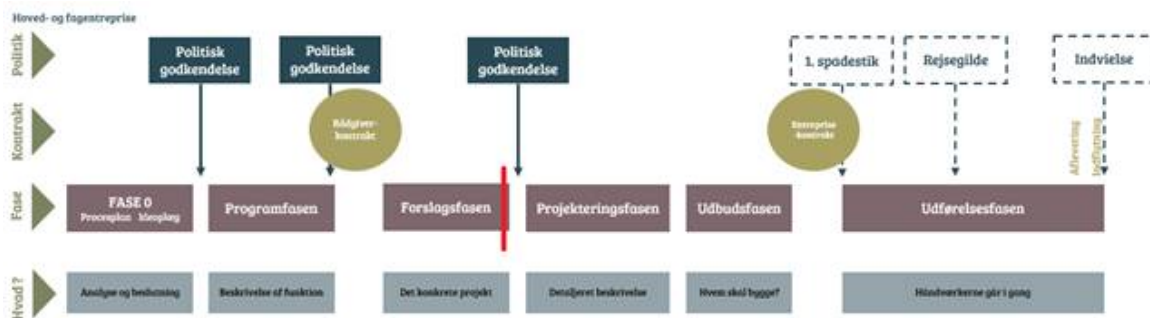 Hoved- og fagentreprise
Politik
Politisk
godkendelse
Politisk
godkendelse
Politisk
godkendelse
1. spadestik
Rejsegilde
Indvielse
Kontrakt
Rådgiver-
kontrakt
Entreprise
-kontrakt
Aflevering
Indflytning
Fase
FASE 0
Procesplan Ideoplæg
Programfasen
Forslagsfasen
Projekteringsfasen
Udbudsfasen
Udførelsesfasen
Hvad?
Analyse og beslutning
Beskrivelse af funktion
Det konkrete projekt
Detaljeret beskrivelse
Hvem skal bygge?
Håndværkerne går i gang